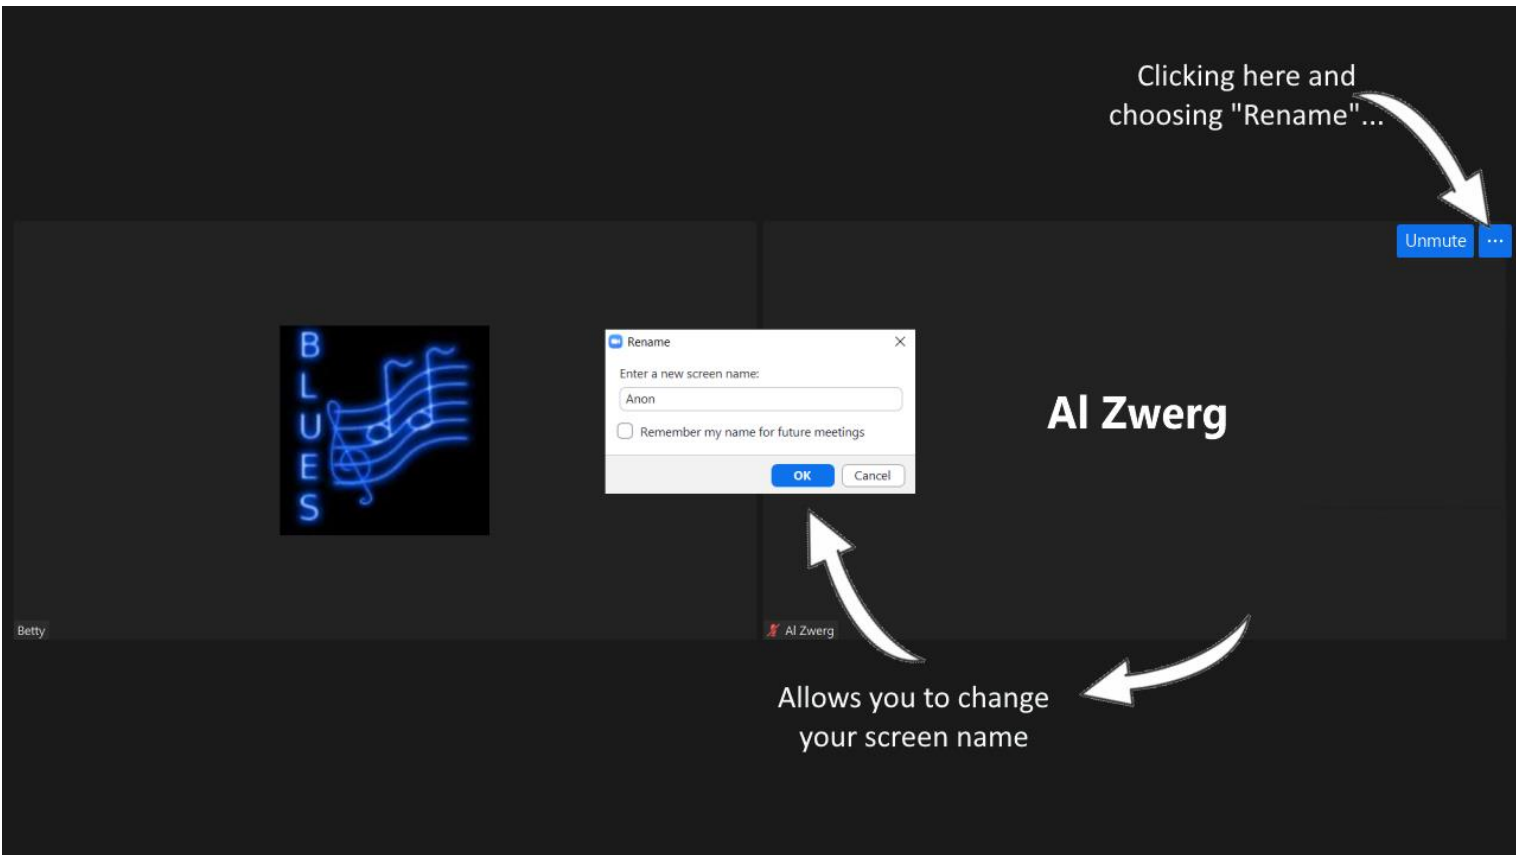 Clicking here and
choosing "Rename"...
Unmute ...
BLUES
Rename
Enter a new screen name:
Anon
Remember my name for future meetings
OK Cancel
Al Zwerg
Betty
Al Zwerg
Allows you to change
your screen name